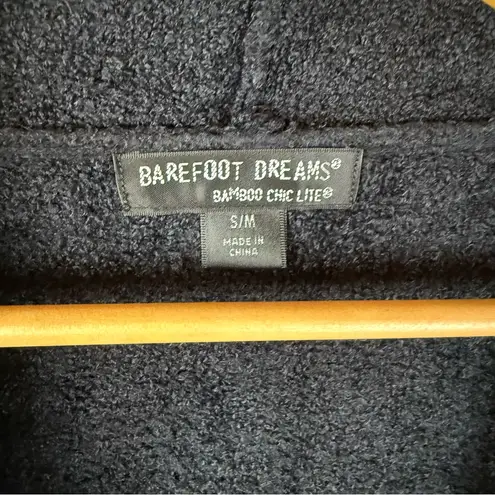 BAREFOOT DREAMS®
BAMBOO CHIC LITE®
S/M
MADE IN
CHINA